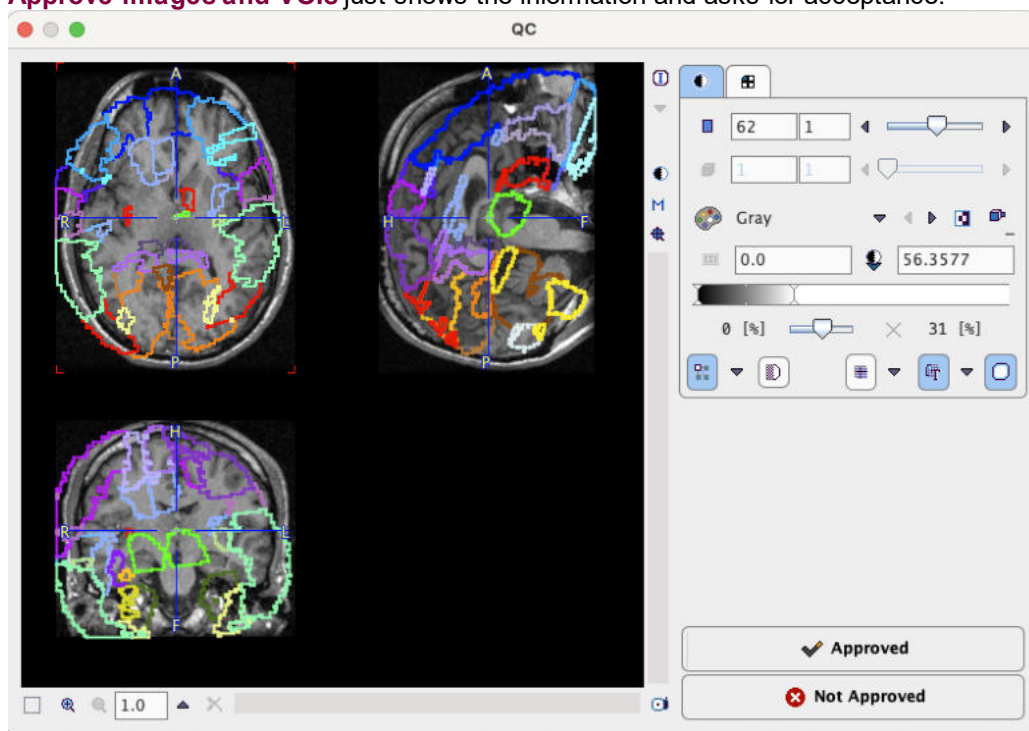 Approve images and VOIs just shows the information and asks for acceptance.
QC
A
R
L
P
A
H
F
P
H
R
L
F
I
M
62 1
1 1
Gray
0.0 56.3577
0 [%] 31 [%]
T
1.0
Approved
Not Approved